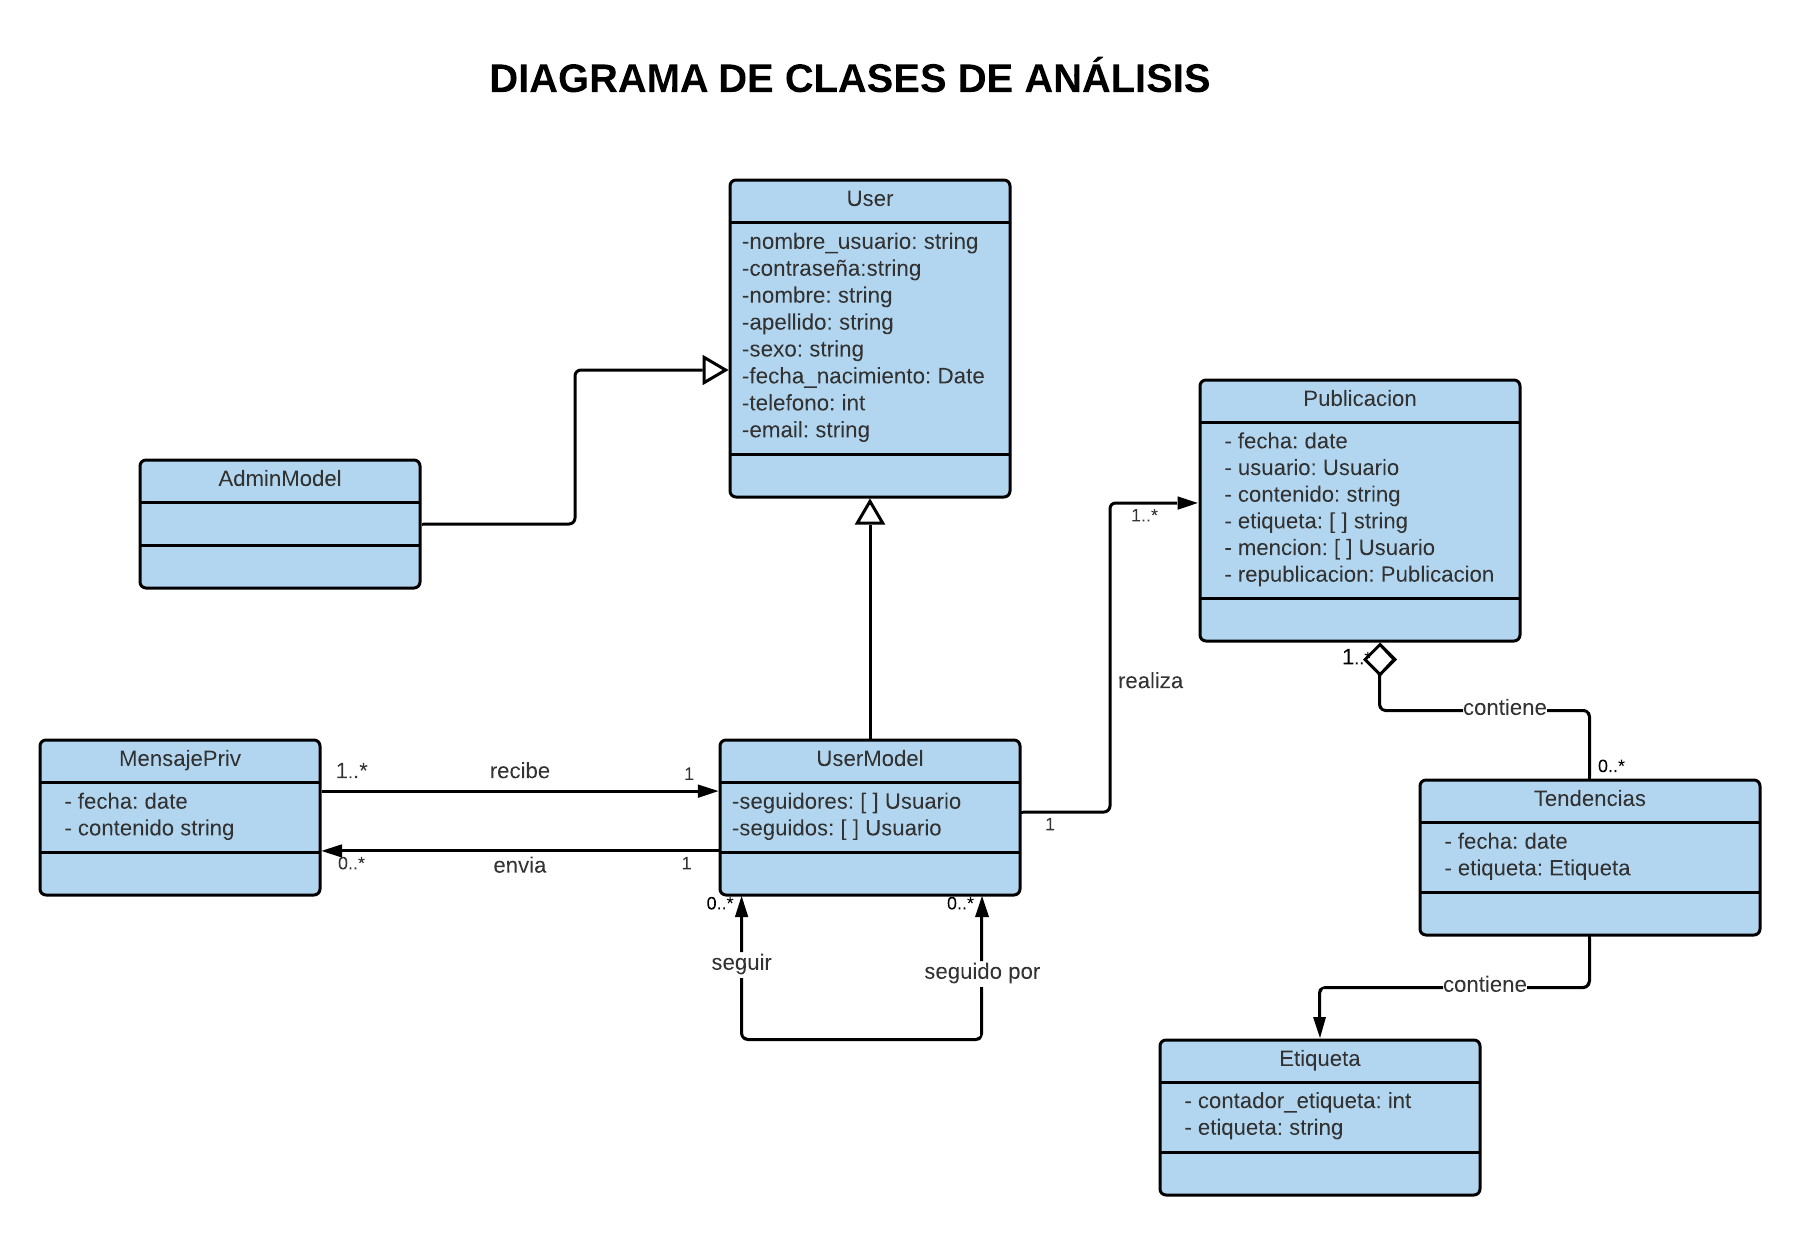 DIAGRAMA DE CLASES DE ANÁLISIS
User
-nombre_usuario: string
-contraseña:string
-nombre: string
-apellido: string
-sexo: string
-fecha_nacimiento: Date
-telefono: int
-email: string
AdminModel
Publicacion
- fecha: date
- usuario: Usuario
- contenido: string
- etiqueta: [ ] string
- mencion: [ ] Usuario
- republicacion: Publicacion
1..*
realiza
1
1..*
contiene
0..*
MensajePriv
- fecha: date
- contenido string
1..*
recibe
1
0..*
envia
1
UserModel
-seguidores: [ ] Usuario
-seguidos: [ ] Usuario
0..*
0..*
seguir
seguido por
Tendencias
- fecha: date
- etiqueta: Etiqueta
contiene
Etiqueta
- contador_etiqueta: int
- etiqueta: string